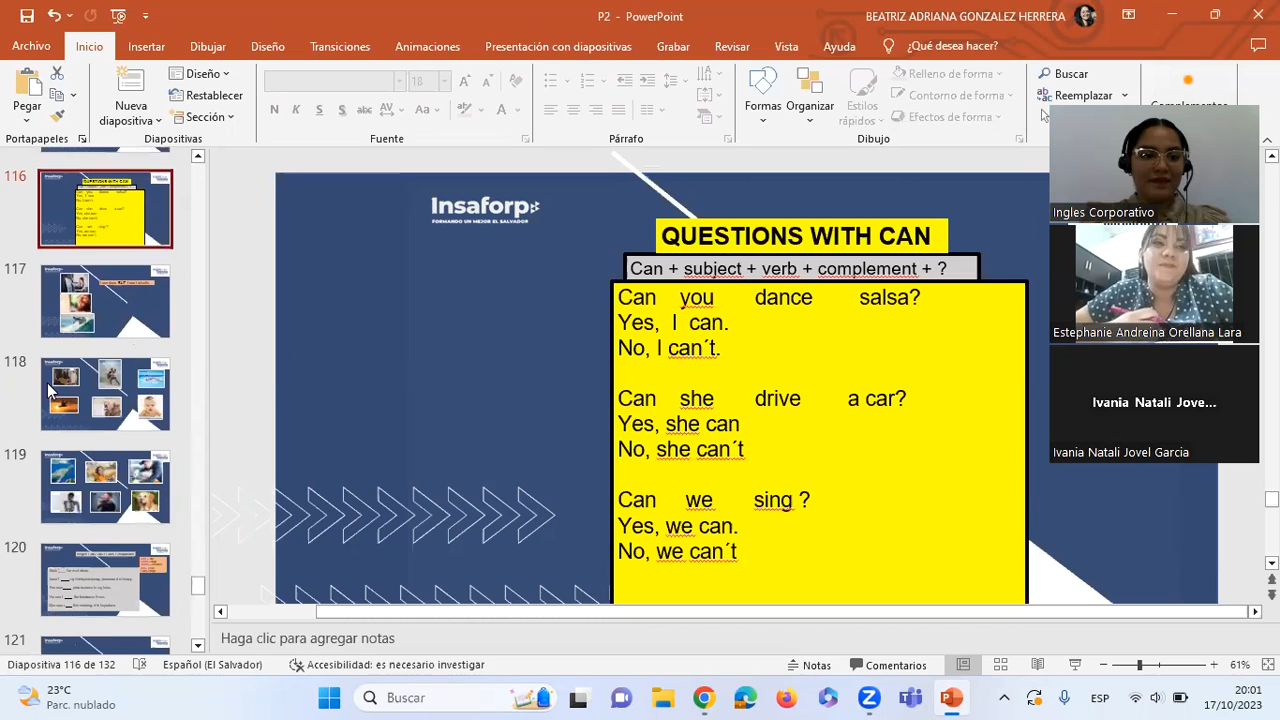 P2 - PowerPoint
BEATRIZ ADRIANA GONZALEZ HERRERA
Archivo Inicio Insertar Dibujar Diseño Transiciones Animaciones Presentación con diapositivas Grabar Revisar Vista Ayuda ¿Qué desea hacer?
Pegar
Nueva diapositiva
Diseño
Restablecer
Sección
18
N K S abc AV Aa A
Formas
Organizar
Estilos rápidos
Relleno de forma
Contorno de forma
Efectos de forma
Buscar
Reemplazar
Portapapeles Diapositivas Fuente Párrafo Dibujo
116
117
118
119
120
121
Insaforp
FORMANDO UN MEJOR EL SALVADOR
QUESTIONS WITH CAN
Can + subject + verb + complement + ?
Can you dance salsa?
Yes, I can.
No, I can´t.
Can she drive a car?
Yes, she can
No, she can´t
Can we sing ?
Yes, we can.
No, we can´t
Ingles Corporativo
Estephanie Andreina Orellana Lara
Ivania Natali Jove...
Ivania Natali Jovel Garcia
Haga clic para agregar notas
Diapositiva 116 de 132 Español (El Salvador) Accesibilidad: es necesario investigar Notas Comentarios 61%
23°C
Parc. nublado
Buscar
ESP
20:01
17/10/2023